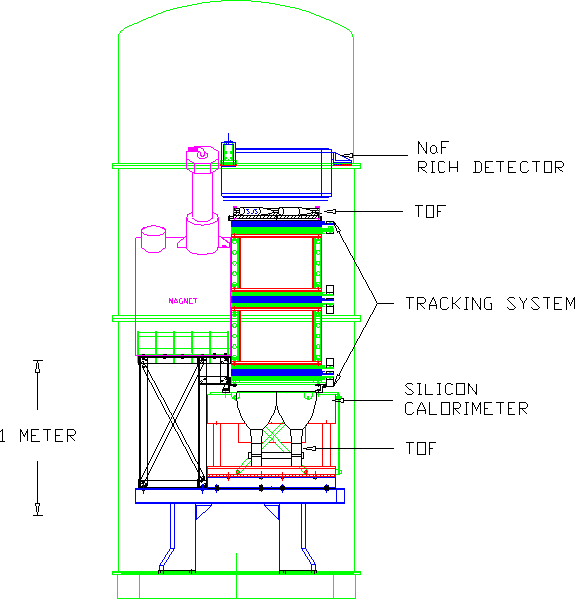 NaF
RICH DETECTOR
TOF
MAGNET
TRACKING SYSTEM
SILICON
CALORIMETER
1 METER
TOF